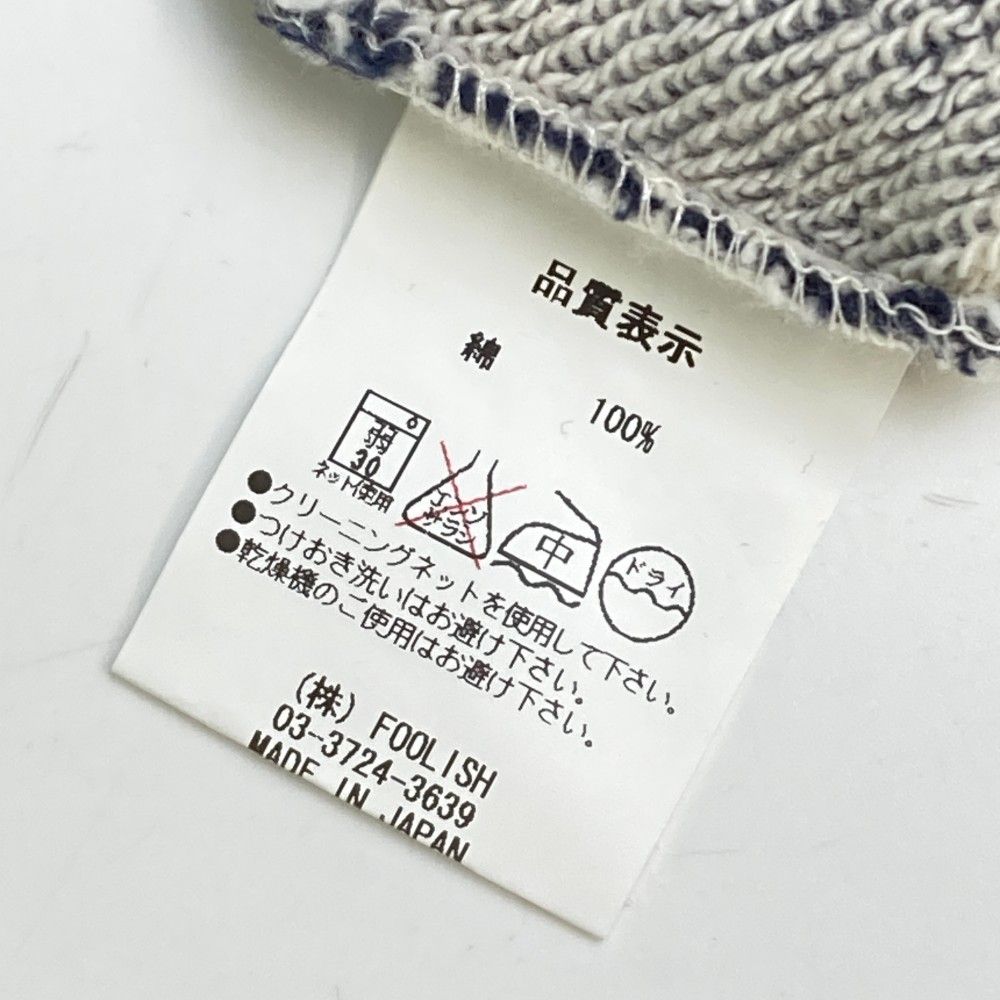 品質表示
綿 100%
弱
30
ネット使用
エンソ
サラシ
中
ドライ
●クリーニングネットを使用して下さい。
●つけおき洗いはお避け下さい。
●乾燥機のご使用はお避け下さい。
(株) FOOLISH
03-3724-3639
MADE IN JAPAN